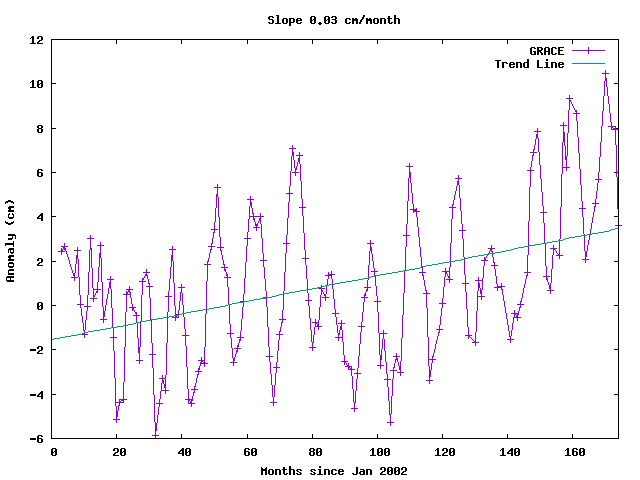 Slope 0.03 cm/month
12
10
8
6
4
2
0
-2
-4
-6
Anomaly (cm)
GRACE
Trend Line
0 20 40 60 80 100 120 140 160
Months since Jan 2002